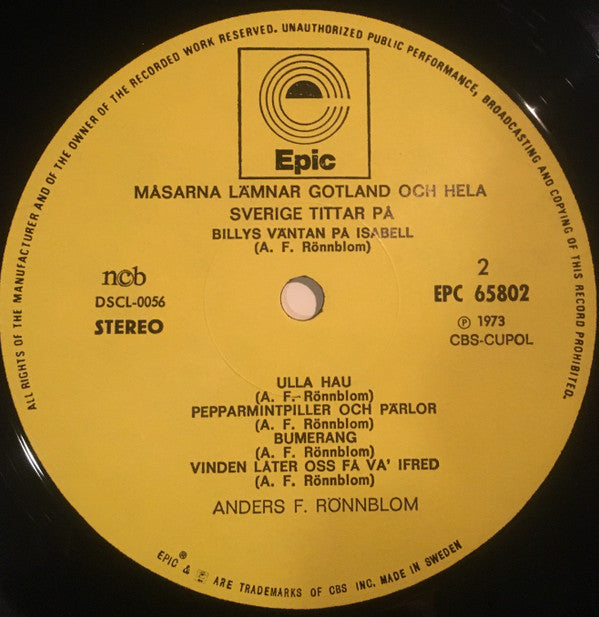 ALL RIGHTS OF THE MANUFACTURER AND OF THE OWNER OF THE RECORDED WORK RESERVED. UNAUTHORIZED PUBLIC PERFORMANCE, BROADCASTING AND COPYING OF THIS RECORD PROHIBITED.
Epic
MÅSARNA LÄMNAR GOTLAND OCH HELA
SVERIGE TITTAR PÅ
BILLYS VÄNTAN PÅ ISABELL
(A. F. Rönnblom)
ncb
DSCL-0056
STEREO
2
EPC 65802
Ⓟ 1973
CBS-CUPOL
ULLA HAU
(A. F.- Rönnblom)
PEPPARMINTPILLER OCH PÄRLOR
(A. F. Rönnblom)
BUMERANG
(A. F. Rönnblom)
VINDEN LÅTER OSS FÅ VA' IFRED
(A. F. Rönnblom)
ANDERS F. RÖNNBLOM
EPIC ® & ARE TRADEMARKS OF CBS INC. MADE IN SWEDEN